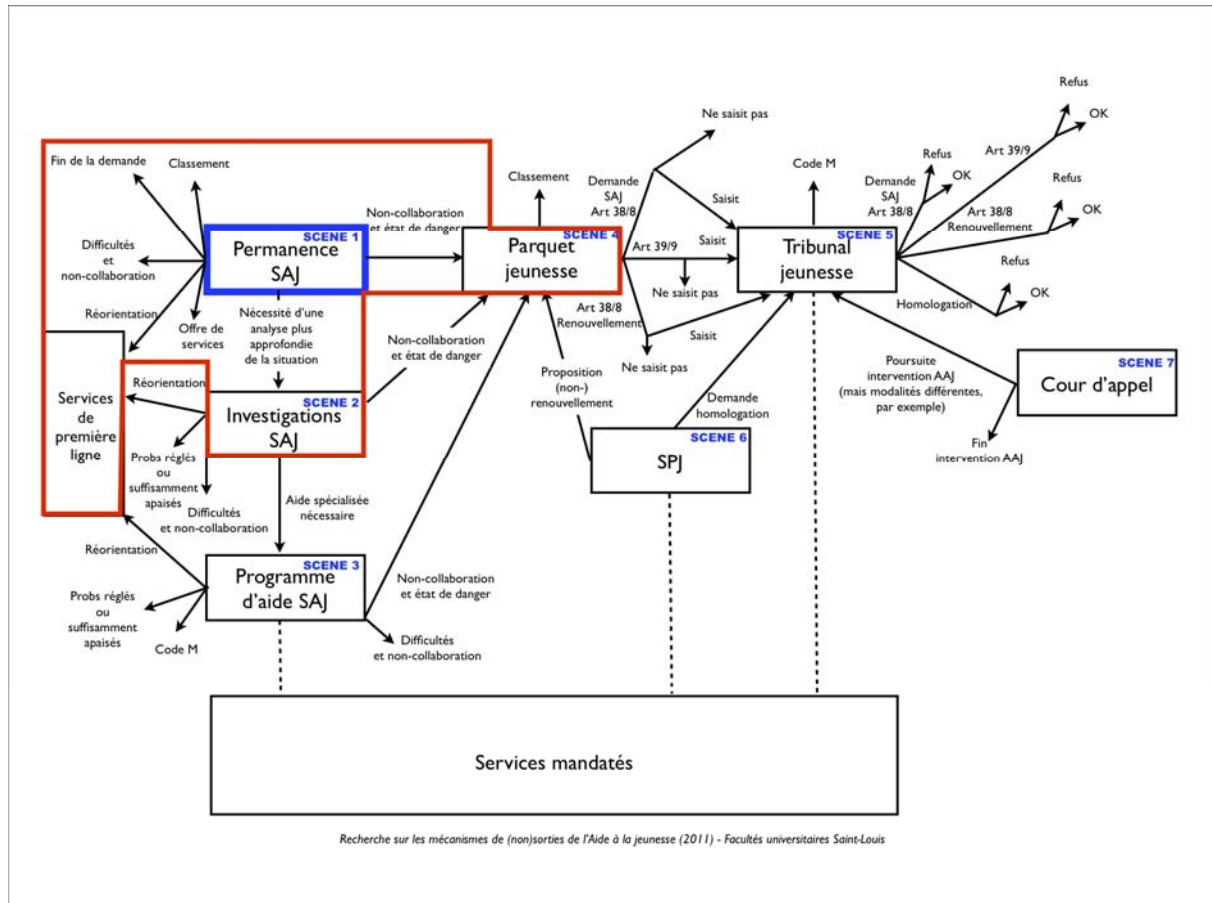 Fin de la demande
Classement
Difficultés
et
non-collaboration
Réorientation
Offre de
services
SCENE 1
Permanence
SAJ
Non-collaboration
et état de danger
Nécessité d'une
analyse plus
approfondie
de la situation
Services
de
première
ligne
Réorientation
SCENE 2
Investigations
SAJ
Probs réglés
ou
suffisamment
apaisés
Difficultés
et non-collaboration
Non-collaboration
et état de danger
Aide spécialisée
nécessaire
Réorientation
SCENE 3
Programme
d'aide SAJ
Probs réglés
ou
suffisamment
apaisés
Code M
Non-collaboration
et état de danger
Difficultés
et non-collaboration
Classement
SCENE 4
Parquet
jeunesse
Demande
SAJ
Art 38/8
Ne saisit pas
Saisit
Art 39/9
Saisit
Ne saisit pas
Art 38/8
Renouvellement
Saisit
Ne saisit pas
Proposition
(non-)
renouvellement
Demande
homologation
SCENE 6
SPJ
Code M
SCENE 5
Tribunal
jeunesse
Demande
SAJ
Art 38/8
Refus
OK
Art 39/9
Refus
OK
Art 38/8
Renouvellement
Refus
OK
Homologation
Refus
OK
Poursuite
intervention AAJ
(mais modalités différentes,
par exemple)
Fin
intervention AAJ
SCENE 7
Cour d'appel
Services mandatés
Recherche sur les mécanismes de (non)sorties de l'Aide à la jeunesse (2011) - Facultés universitaires Saint-Louis